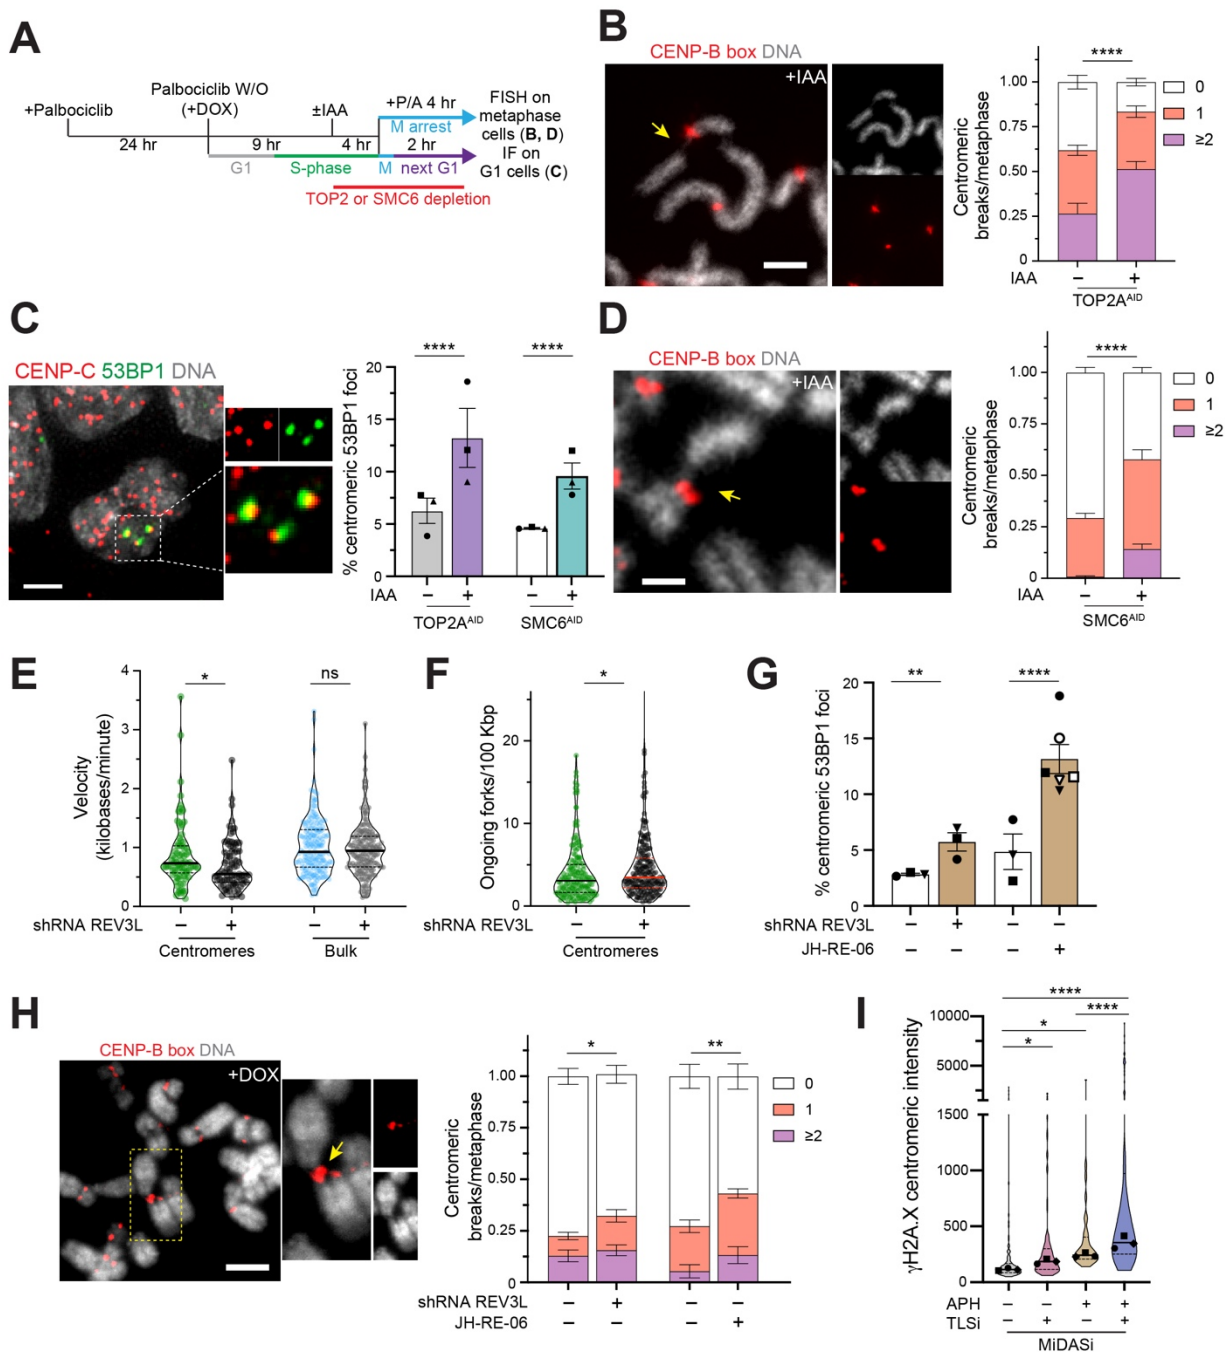 A
+Palbociclib
Palbociclib W/O
(+DOX)
±IAA
+P/A 4 hr
M arrest
24 hr
9 hr
4 hr
2 hr
G1
S-phase
M
next G1
TOP2 or SMC6 depletion
FISH on
metaphase
cells (B, D)
IF on
G1 cells (C)
B
CENP-B box DNA
+IAA
Centromeric
breaks/metaphase
1.00
0.75
0.50
0.25
0
****
0
1
≥2
IAA
− +
TOP2A^AID
C
CENP-C 53BP1 DNA
% centromeric 53BP1 foci
20
15
10
5
0
**** ****
IAA
− + − +
TOP2A^AID SMC6^AID
D
CENP-B box DNA
+IAA
Centromeric
breaks/metaphase
1.00
0.75
0.50
0.25
0
****
0
1
≥2
IAA
− +
SMC6^AID
E
Velocity
(kilobases/minute)
4
3
2
1
0
* ns
shRNA REV3L
− + − +
Centromeres Bulk
F
Ongoing forks/100 Kbp
20
10
0
*
shRNA REV3L
− +
Centromeres
G
% centromeric 53BP1 foci
20
15
10
5
0
** ****
shRNA REV3L − + − −
JH-RE-06 − − − +
H
CENP-B box DNA
+DOX
Centromeric
breaks/metaphase
1.00
0.75
0.50
0.25
0
* **
0
1
≥2
shRNA REV3L − + − −
JH-RE-06 − − − +
I
γH2A.X centromeric intensity
10000
5000
1500
1000
500
0
****
****
*
*
APH − − + +
TLSi − + − +
MiDASi